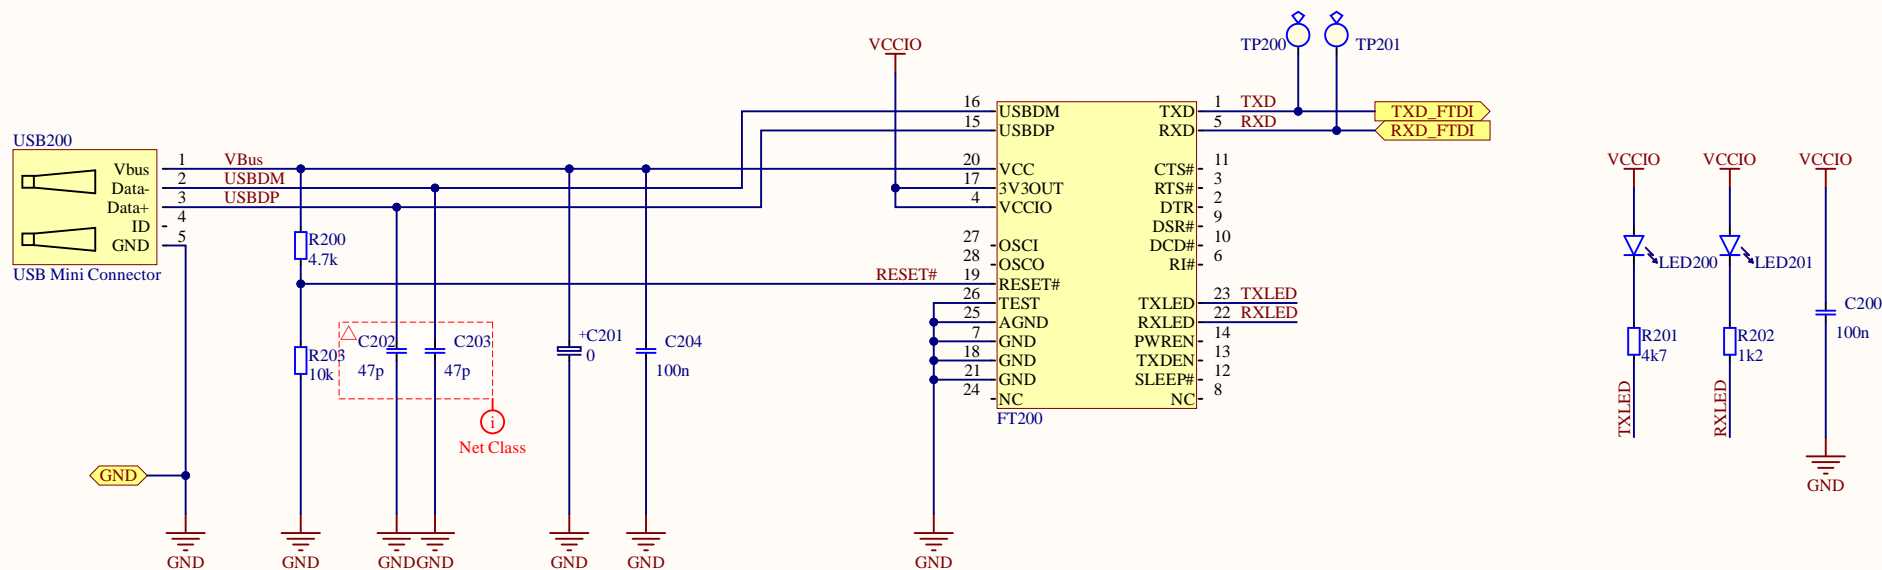 USB200
Vbus 1 VBus
Data- 2 USBDM
Data+ 3 USBDP
ID 4
GND 5
USB Mini Connector
GND
GND
R200
4.7k
R203
10k
GND
C202
47p
C203
47p
Net Class
i
GND
GND
+C201
0
GND
C204
100n
GND
RESET#
VCCIO
16 USBDM
15 USBDP
20 VCC
17 3V3OUT
4 VCCIO
27 OSCI
28 OSCO
19 RESET#
26 TEST
25 AGND
7 GND
18 GND
21 GND
24 NC
FT200
GND
TXD 1 TXD
RXD 5 RXD
CTS# 11
RTS# 3
DTR 2
DSR# 9
DCD# 10
RI# 6
TXLED 23 TXLED
RXLED 22 RXLED
PWREN 14
TXDEN 13
SLEEP# 12
NC 8
TP200
TP201
TXD_FTDI
RXD_FTDI
VCCIO
LED200
R201
4k7
TXLED
VCCIO
LED201
R202
1k2
RXLED
VCCIO
C200
100n
GND